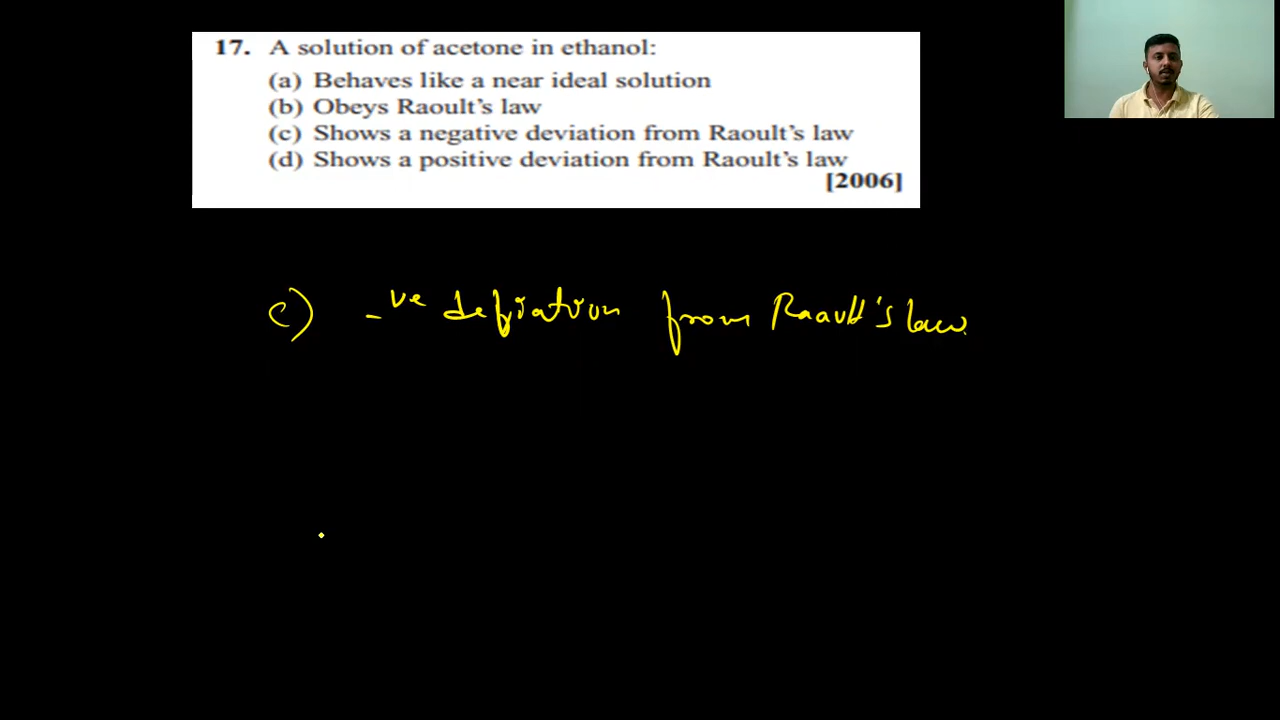 17. A solution of acetone in ethanol:
(a) Behaves like a near ideal solution
(b) Obeys Raoult's law
(c) Shows a negative deviation from Raoult's law
(d) Shows a positive deviation from Raoult's law
[2006]
c) -ve defiation from Raoult's law.